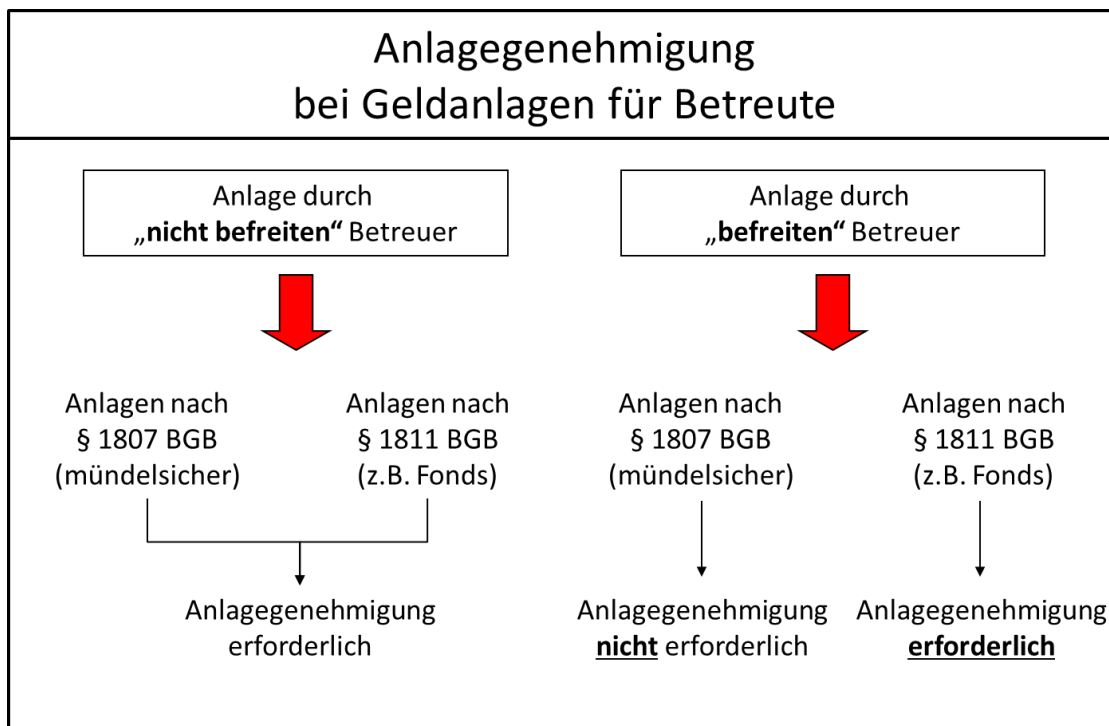 Anlagegenehmigung
bei Geldanlagen für Betreute
Anlage durch
„nicht befreiten“ Betreuer
Anlage durch
„befreiten“ Betreuer
Anlagen nach
§ 1807 BGB
(mündelsicher)
Anlagen nach
§ 1811 BGB
(z.B. Fonds)
Anlagen nach
§ 1807 BGB
(mündelsicher)
Anlagen nach
§ 1811 BGB
(z.B. Fonds)
Anlagegenehmigung
erforderlich
Anlagegenehmigung
nicht erforderlich
Anlagegenehmigung
erforderlich